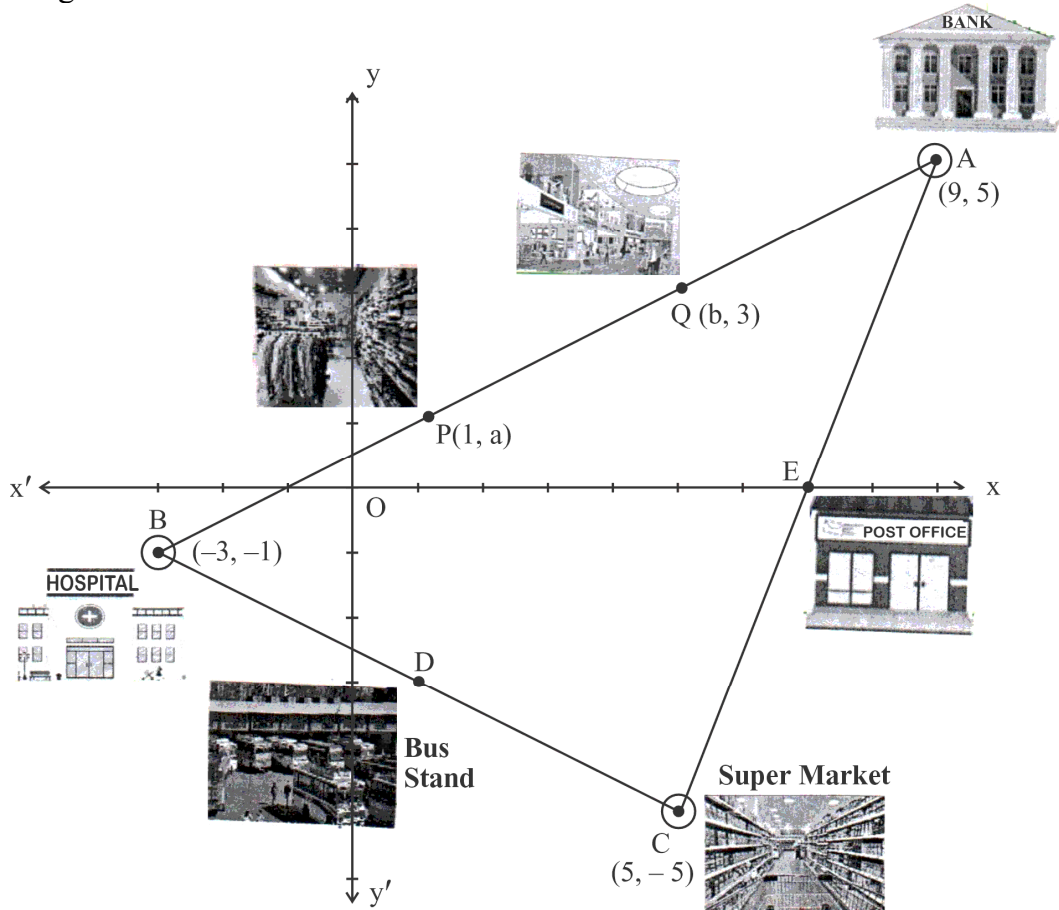 BANK
y
A
(9, 5)
Q (b, 3)
P(1, a)
x′
O
E
x
B
(–3, –1)
POST OFFICE
HOSPITAL
D
Bus
Stand
Super Market
C
(5, – 5)
y′